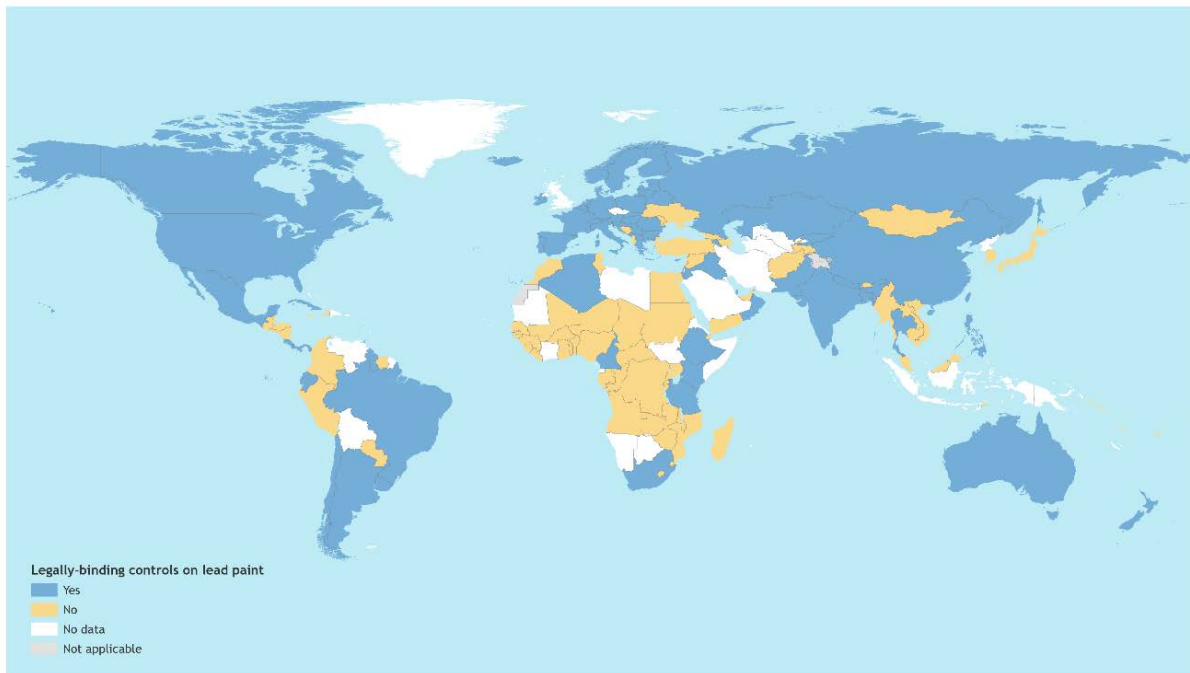 Legally-binding controls on lead paint
Yes
No
No data
Not applicable